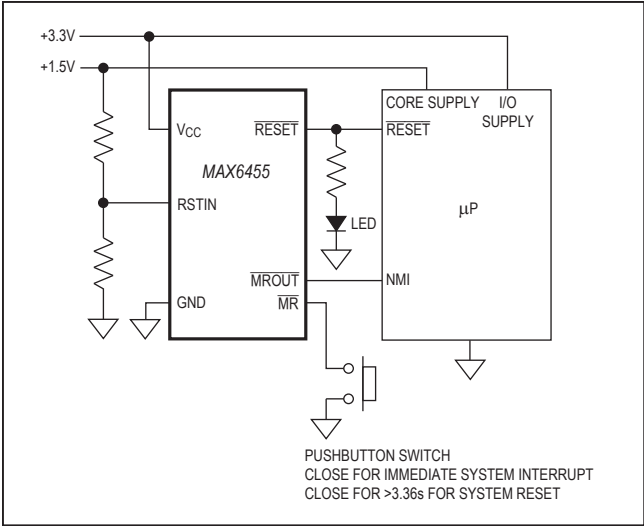 +3.3V
+1.5V
VCC
RESET
MAX6455
RSTIN
MROUT
GND
MR
CORE SUPPLY
I/O SUPPLY
RESET
µP
LED
NMI
PUSHBUTTON SWITCH
CLOSE FOR IMMEDIATE SYSTEM INTERRUPT
CLOSE FOR >3.36s FOR SYSTEM RESET